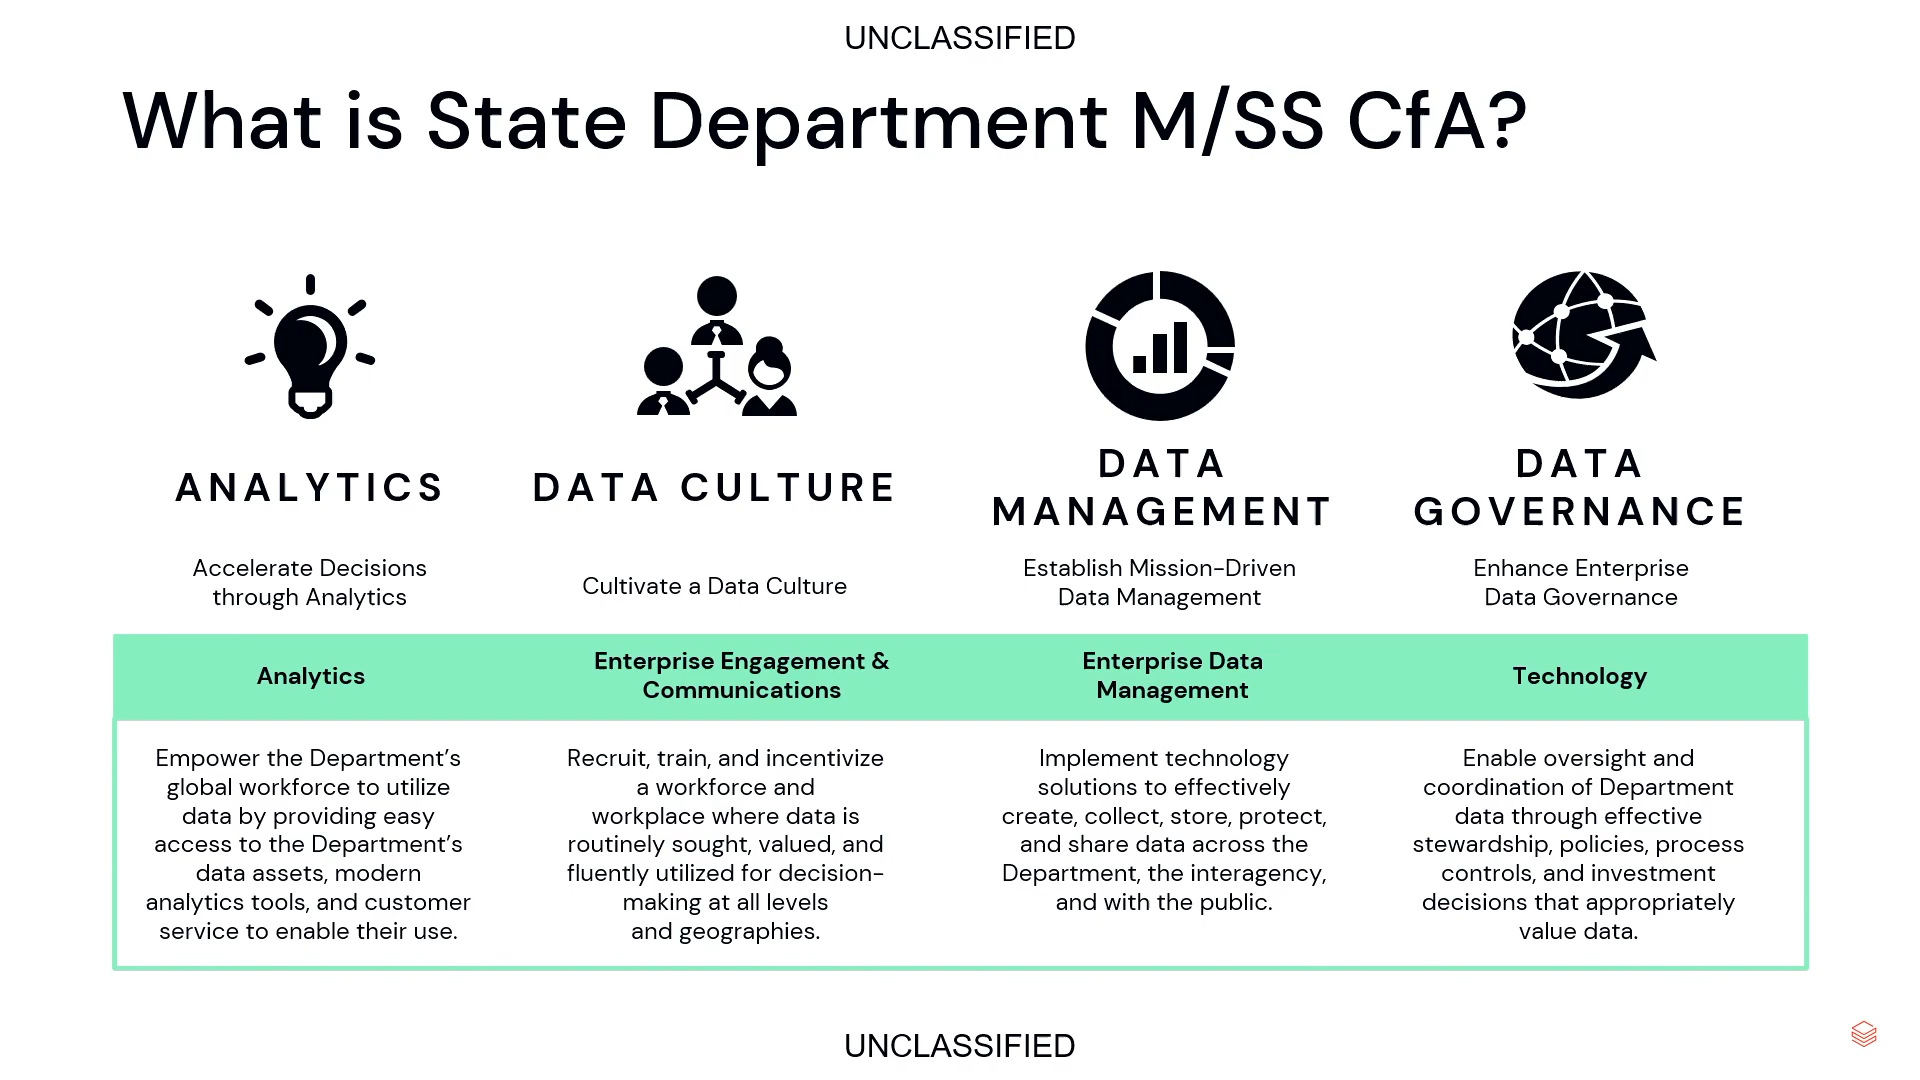 UNCLASSIFIED
What is State Department M/SS CfA?
ANALYTICS
Accelerate Decisions
through Analytics
DATA CULTURE
Cultivate a Data Culture
DATA
MANAGEMENT
Establish Mission-Driven
Data Management
DATA
GOVERNANCE
Enhance Enterprise
Data Governance
Analytics
Empower the Department’s
global workforce to utilize
data by providing easy
access to the Department’s
data assets, modern
analytics tools, and customer
service to enable their use.
Enterprise Engagement &
Communications
Recruit, train, and incentivize
a workforce and
workplace where data is
routinely sought, valued, and
fluently utilized for decision-
making at all levels
and geographies.
Enterprise Data
Management
Implement technology
solutions to effectively
create, collect, store, protect,
and share data across the
Department, the interagency,
and with the public.
Technology
Enable oversight and
coordination of Department
data through effective
stewardship, policies, process
controls, and investment
decisions that appropriately
value data.
UNCLASSIFIED